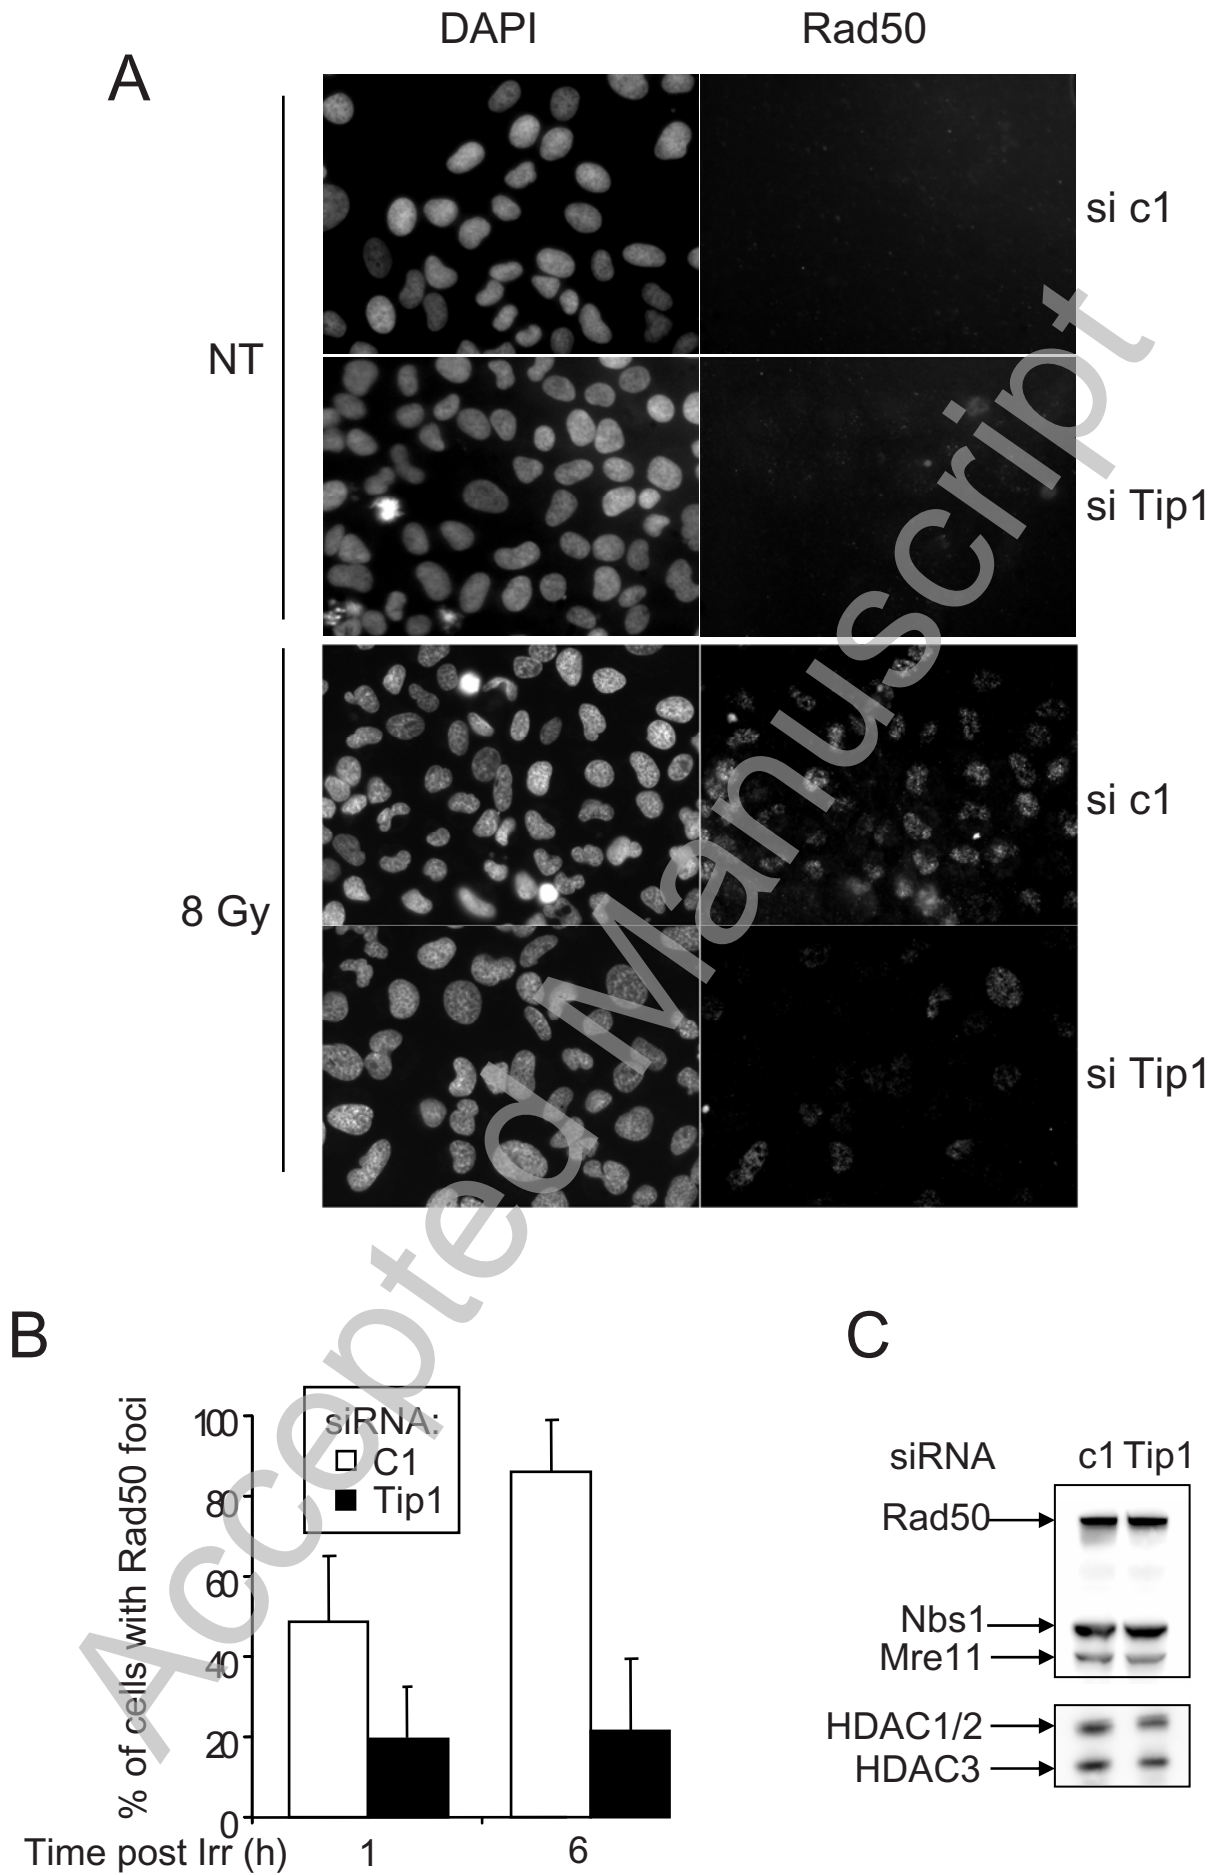 DAPI Rad50
A
si c1
NT
si Tip1
si c1
8 Gy
si Tip1
B
C
% of cells with Rad50 foci
100
80
60
40
20
0
siRNA:
C1
Tip1
Time post Irr (h) 1 6
siRNA c1 Tip1
Rad50
Nbs1
Mre11
HDAC1/2
HDAC3
Accepted Manuscript